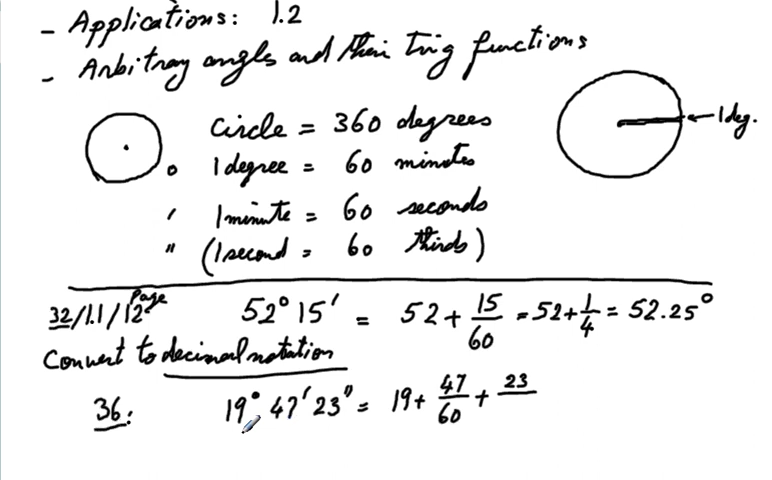 - Applications: 1.2
- Arbitray angles and their trig functions
Circle = 360 degrees
1 deg.
° 1 degree = 60 minutes
' 1 minute = 60 seconds
" (1 second = 60 thirds)
32/1.1/Page 12 52° 15' = 52 + 15/60 = 52 + 1/4 = 52.25°
Convert to decimal notation
36: 19° 47' 23" = 19 + 47/60 + 23/